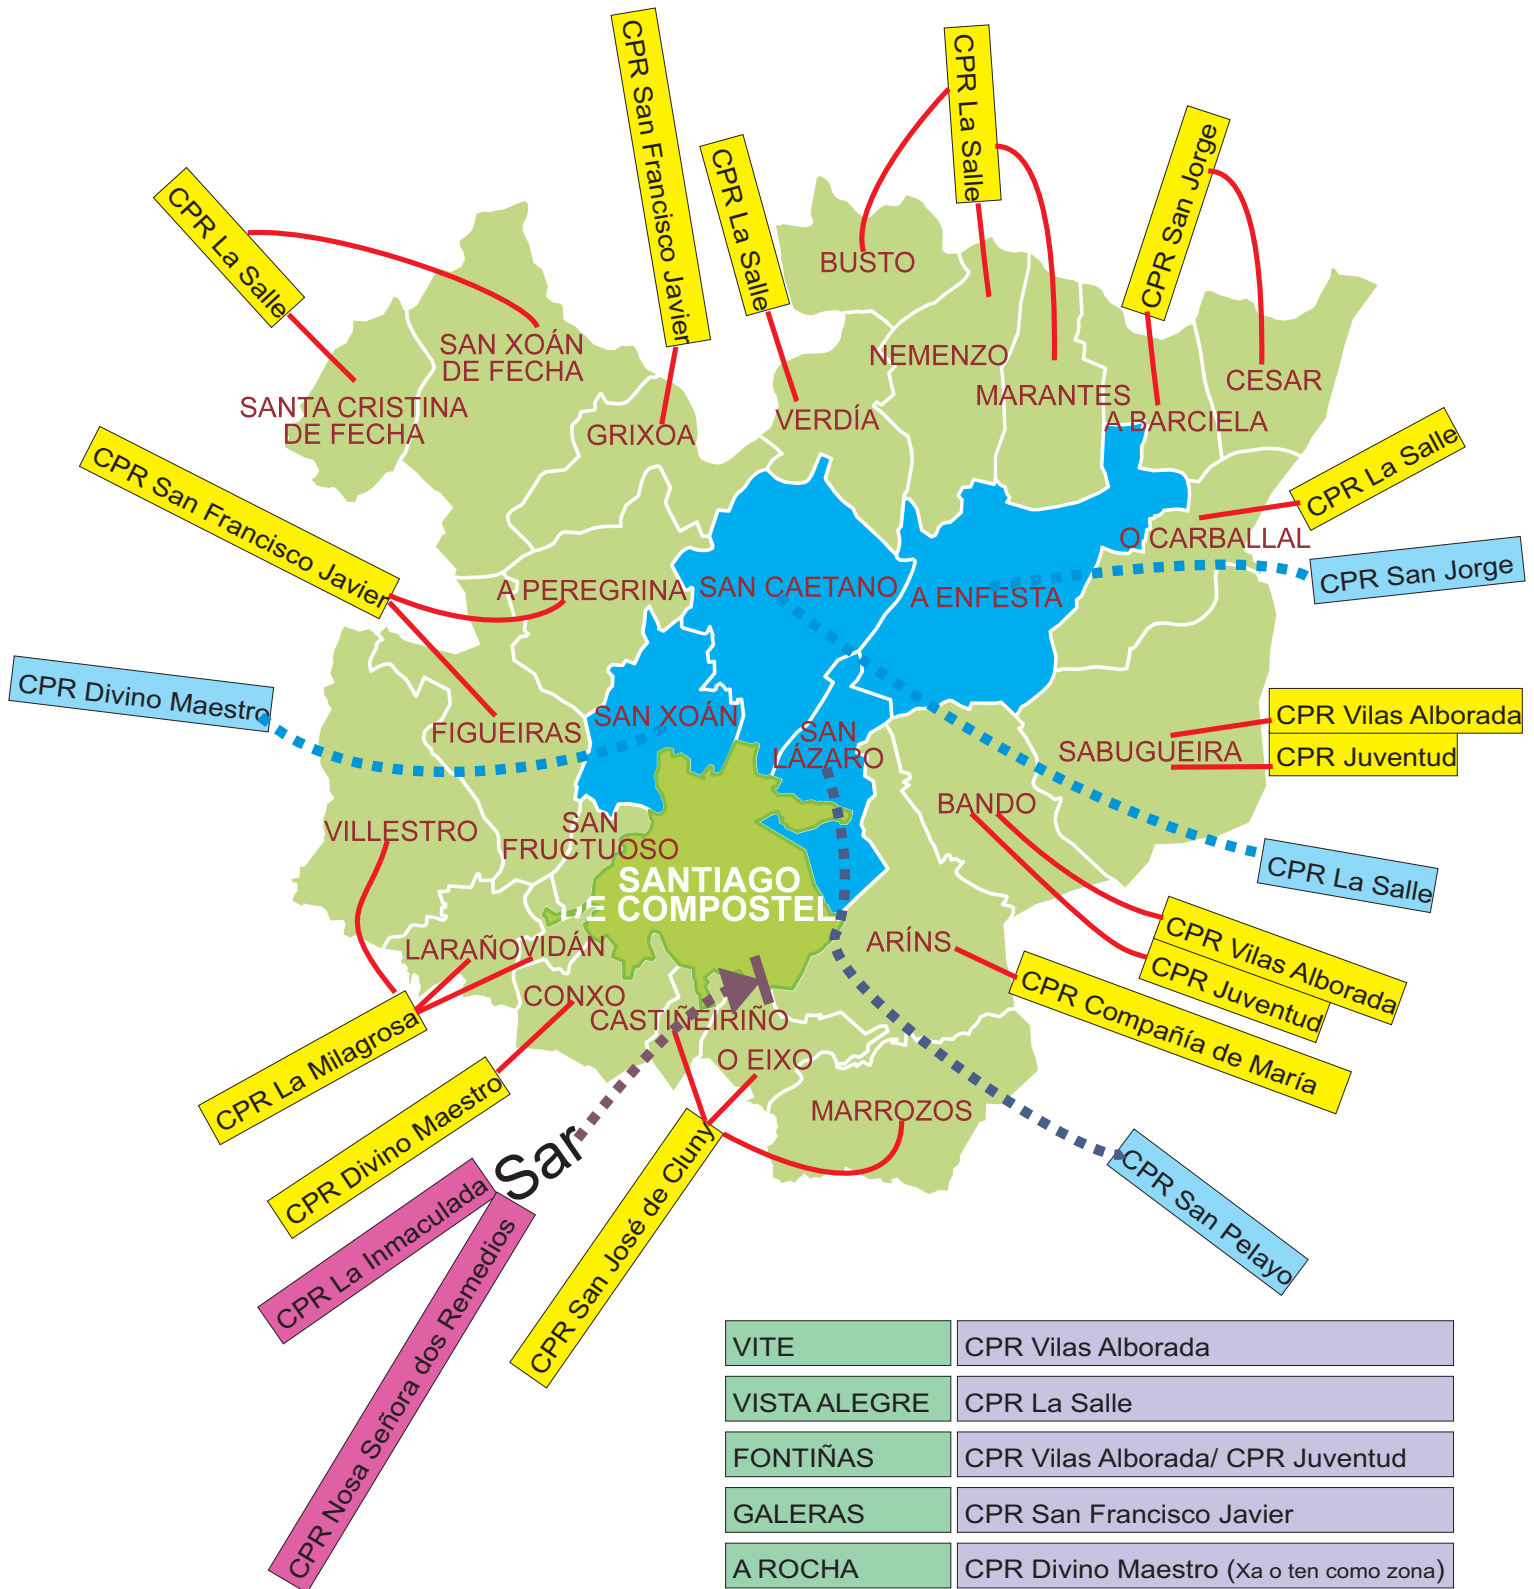 CPR San Francisco Javier
CPR La Salle
CPR La Salle
CPR San Jorge
CPR La Salle
BUSTO
SAN XOÁN
DE FECHA
NEMENZO
MARANTES
CESAR
SANTA CRISTINA
DE FECHA
GRIXOA
VERDÍA
A BARCIELA
CPR La Salle
CPR San Francisco Javier
O CARBALLAL
CPR San Jorge
A PEREGRINA
SAN CAETANO
A ENFESTA
CPR Divino Maestro
FIGUEIRAS
SAN XOÁN
SAN
LÁZARO
SABUGUEIRA
CPR Vilas Alborada
CPR Juventud
BANDO
VILLESTRO
SAN
FRUCTUOSO
SANTIAGO
DE COMPOSTEL
CPR La Salle
CPR Vilas Alborada
CPR Juventud
ARÍNS
CPR Compañía de María
LARAÑO
VIDÁN
CONXO
CASTIÑEIRIÑO
O EIXO
MARROZOS
CPR La Milagrosa
CPR Divino Maestro
Sar
CPR La Inmaculada
CPR Nosa Señora dos Remedios
CPR San José de Cluny
CPR San Pelayo
VITE CPR Vilas Alborada
VISTA ALEGRE CPR La Salle
FONTIÑAS CPR Vilas Alborada/ CPR Juventud
GALERAS CPR San Francisco Javier
A ROCHA CPR Divino Maestro (Xa o ten como zona)